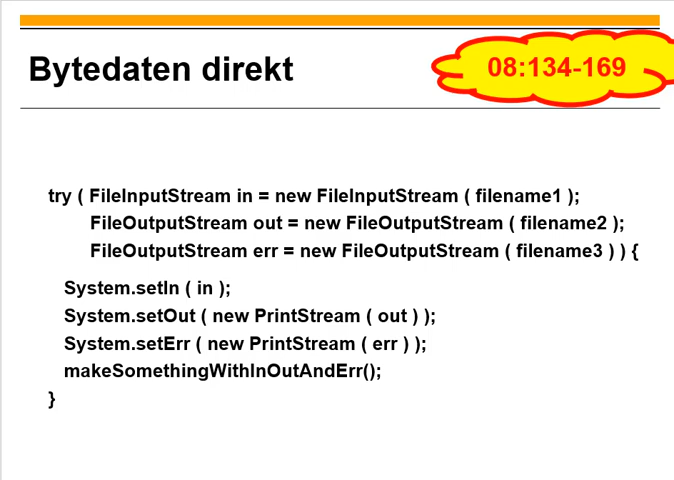 Bytedaten direkt
08:134-169
try ( FileInputStream in = new FileInputStream ( filename1 );
FileOutputStream out = new FileOutputStream ( filename2 );
FileOutputStream err = new FileOutputStream ( filename3 ) ) {
System.setIn ( in );
System.setOut ( new PrintStream ( out ) );
System.setErr ( new PrintStream ( err ) );
makeSomethingWithInOutAndErr();
}